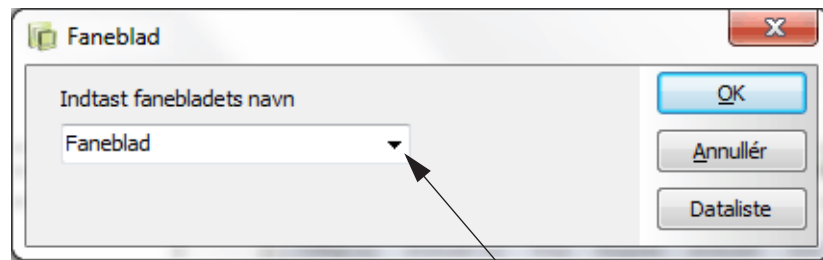 Faneblad
Indtast fanebladets navn
Faneblad
OK
Annullér
Dataliste